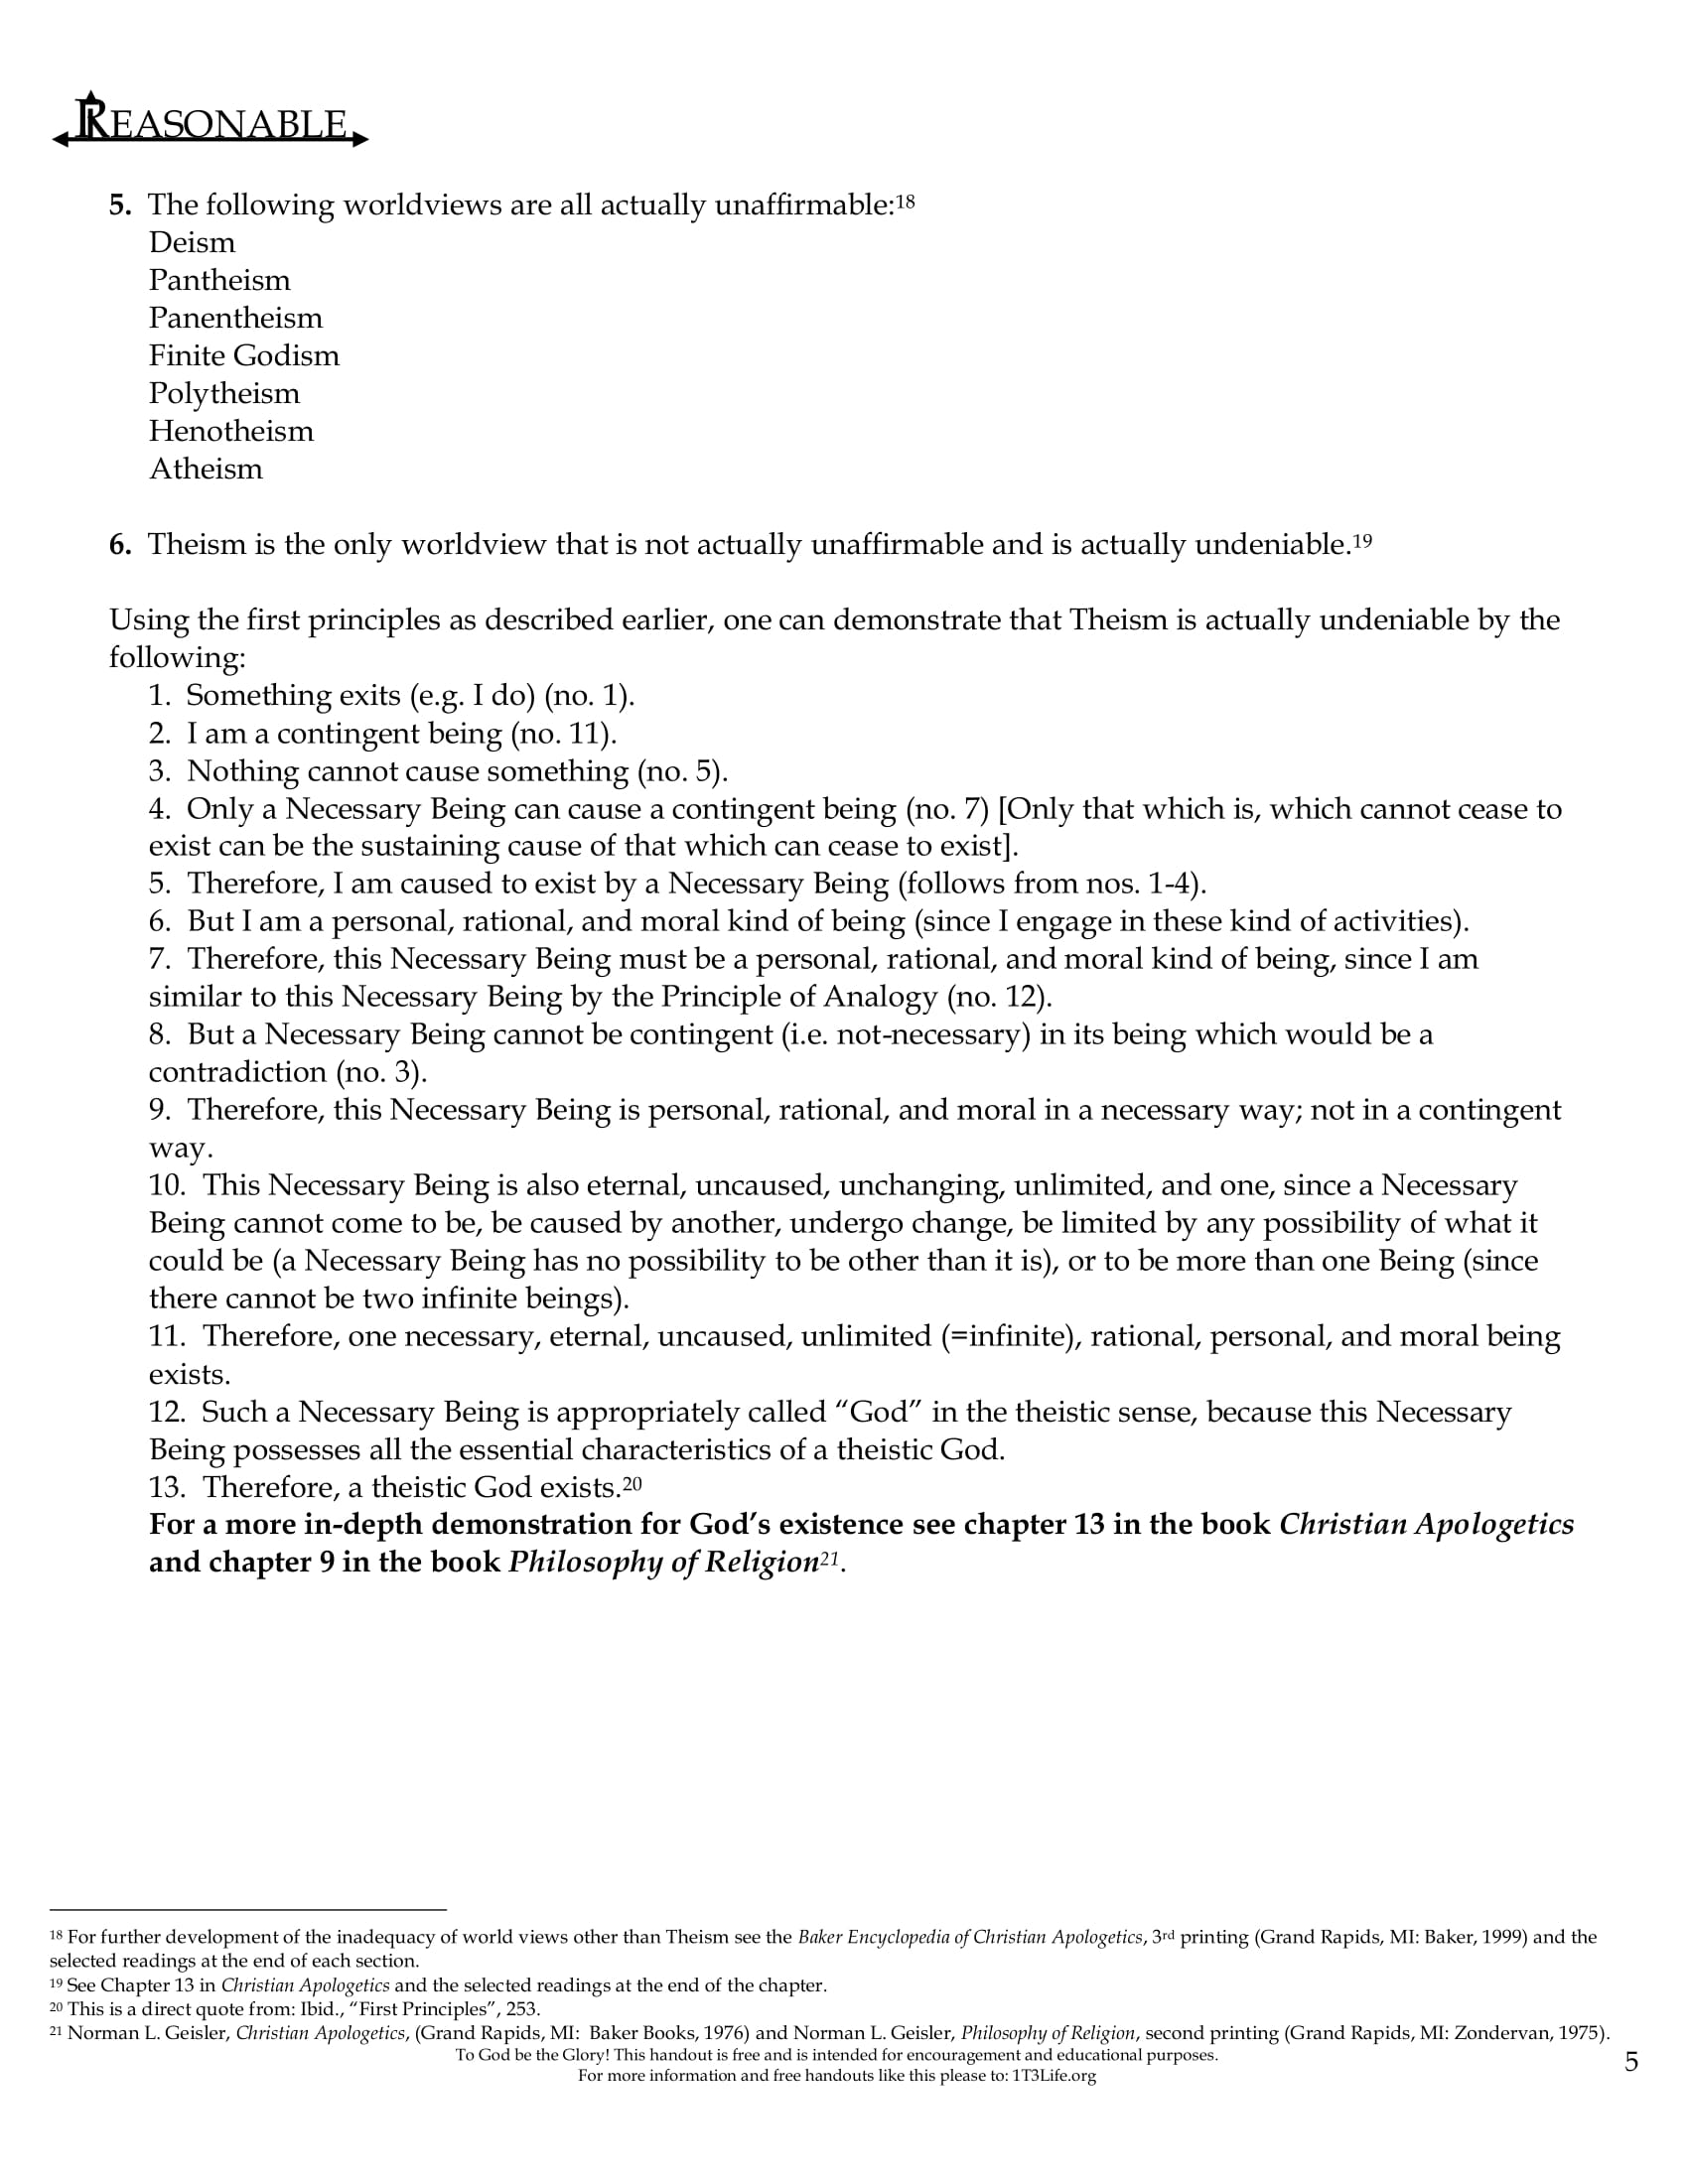 REASONABLE
5. The following worldviews are all actually unaffirmable:18
Deism
Pantheism
Panentheism
Finite Godism
Polytheism
Henotheism
Atheism
6. Theism is the only worldview that is not actually unaffirmable and is actually undeniable.19
Using the first principles as described earlier, one can demonstrate that Theism is actually undeniable by the
following:
1. Something exits (e.g. I do) (no. 1).
2. I am a contingent being (no. 11).
3. Nothing cannot cause something (no. 5).
4. Only a Necessary Being can cause a contingent being (no. 7) [Only that which is, which cannot cease to
exist can be the sustaining cause of that which can cease to exist].
5. Therefore, I am caused to exist by a Necessary Being (follows from nos. 1-4).
6. But I am a personal, rational, and moral kind of being (since I engage in these kind of activities).
7. Therefore, this Necessary Being must be a personal, rational, and moral kind of being, since I am
similar to this Necessary Being by the Principle of Analogy (no. 12).
8. But a Necessary Being cannot be contingent (i.e. not-necessary) in its being which would be a
contradiction (no. 3).
9. Therefore, this Necessary Being is personal, rational, and moral in a necessary way; not in a contingent
way.
10. This Necessary Being is also eternal, uncaused, unchanging, unlimited, and one, since a Necessary
Being cannot come to be, be caused by another, undergo change, be limited by any possibility of what it
could be (a Necessary Being has no possibility to be other than it is), or to be more than one Being (since
there cannot be two infinite beings).
11. Therefore, one necessary, eternal, uncaused, unlimited (=infinite), rational, personal, and moral being
exists.
12. Such a Necessary Being is appropriately called “God” in the theistic sense, because this Necessary
Being possesses all the essential characteristics of a theistic God.
13. Therefore, a theistic God exists.20
For a more in-depth demonstration for God’s existence see chapter 13 in the book Christian Apologetics
and chapter 9 in the book Philosophy of Religion21.
18 For further development of the inadequacy of world views other than Theism see the Baker Encyclopedia of Christian Apologetics, 3rd printing (Grand Rapids, MI: Baker, 1999) and the
selected readings at the end of each section.
19 See Chapter 13 in Christian Apologetics and the selected readings at the end of the chapter.
20 This is a direct quote from: Ibid., “First Principles”, 253.
21 Norman L. Geisler, Christian Apologetics, (Grand Rapids, MI: Baker Books, 1976) and Norman L. Geisler, Philosophy of Religion, second printing (Grand Rapids, MI: Zondervan, 1975).
To God be the Glory! This handout is free and is intended for encouragement and educational purposes.
For more information and free handouts like this please to: 1T3Life.org
5